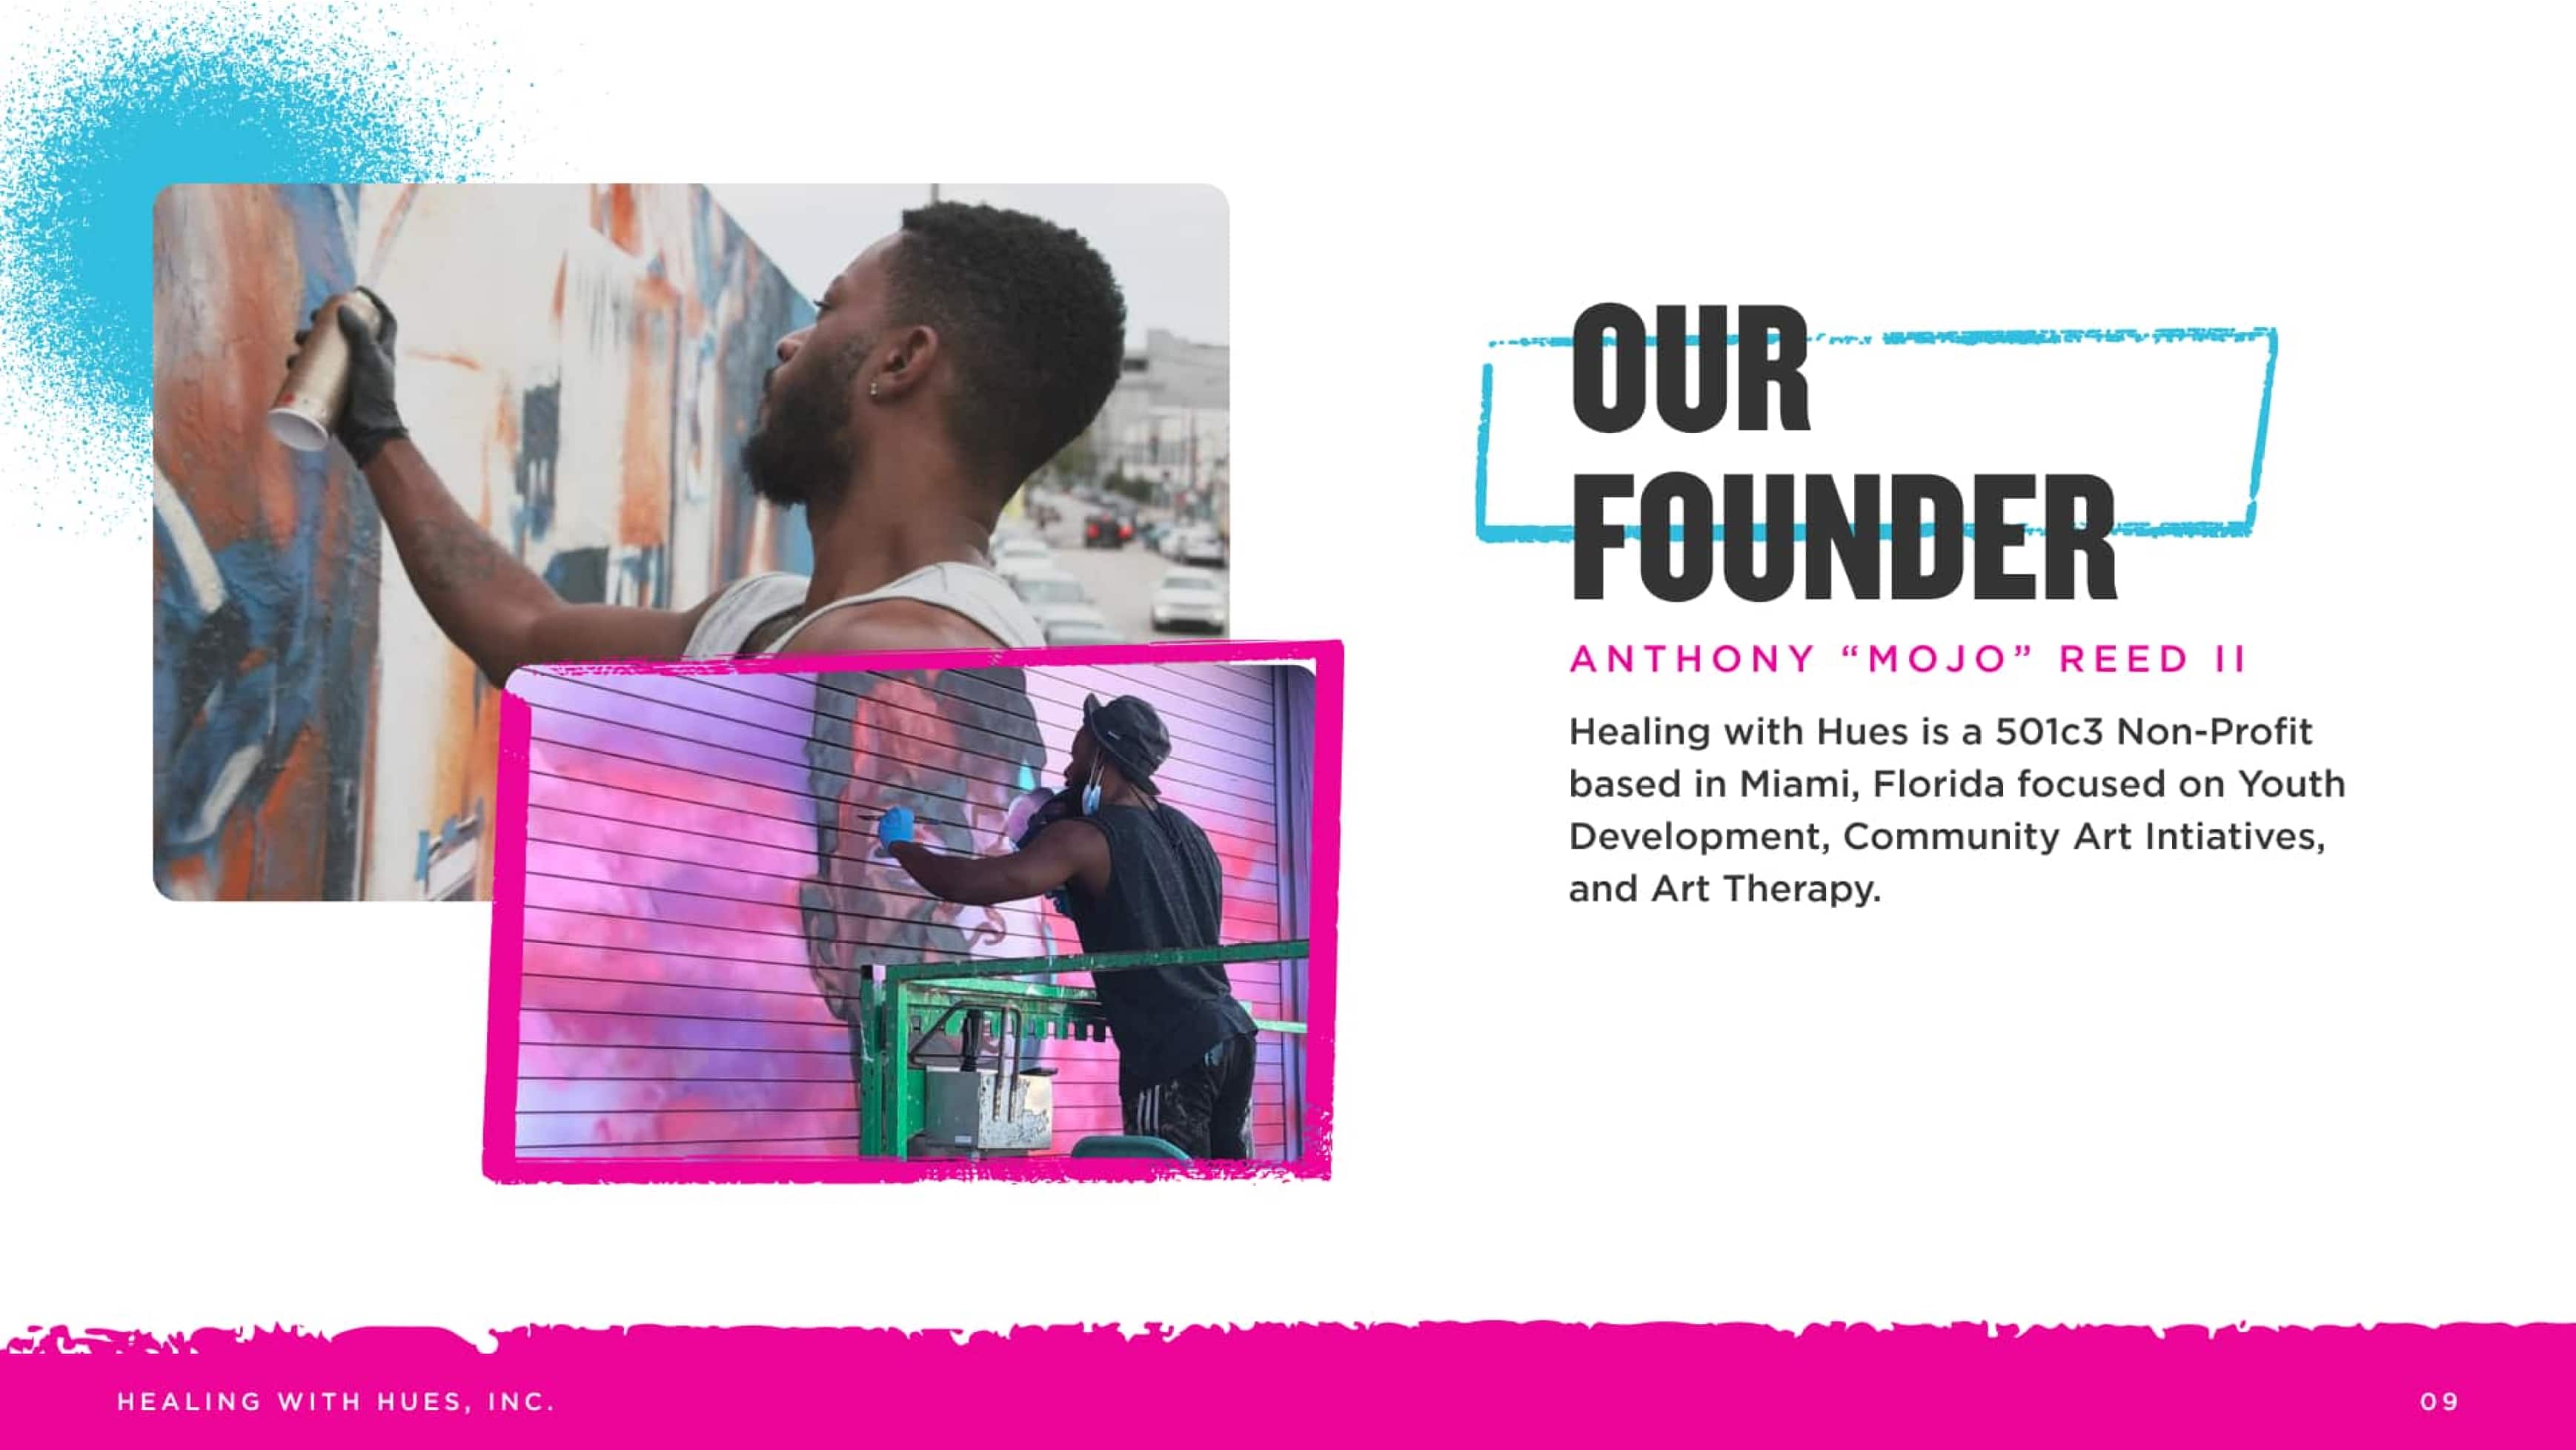 OUR
FOUNDER
ANTHONY “MOJO” REED II
Healing with Hues is a 501c3 Non-Profit
based in Miami, Florida focused on Youth
Development, Community Art Intiatives,
and Art Therapy.
HEALING WITH HUES, INC.
09